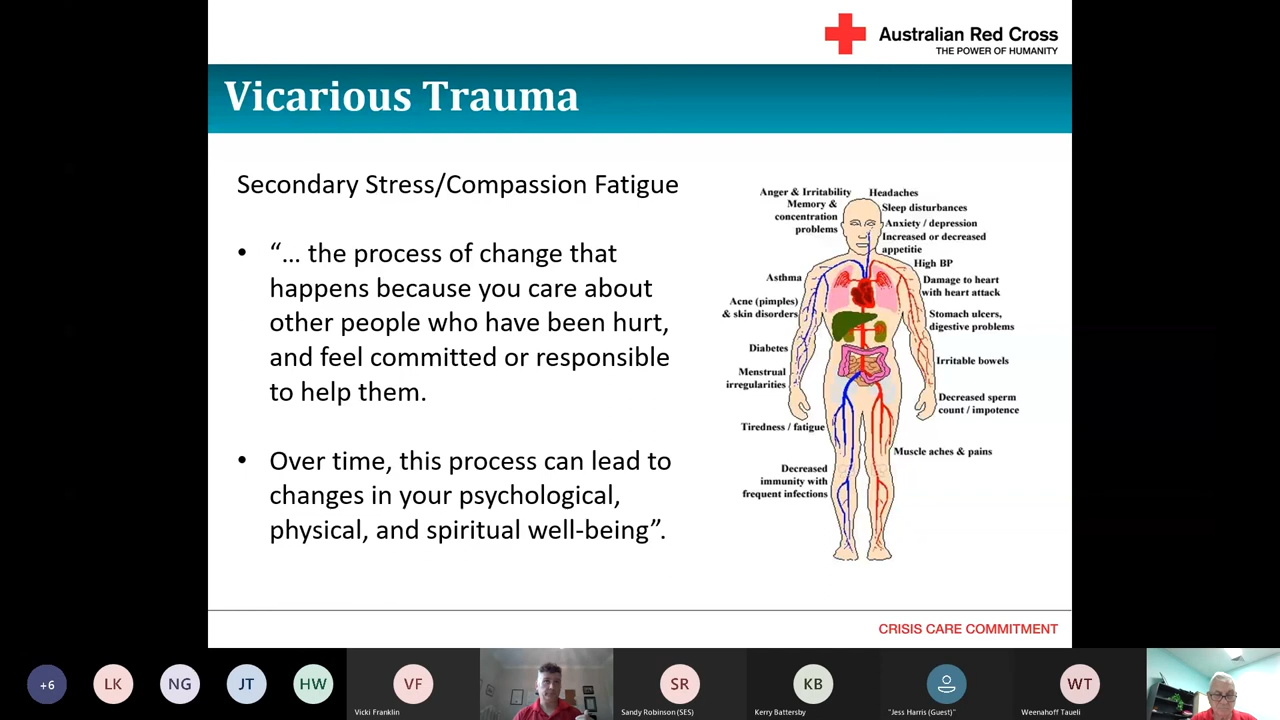 Australian Red Cross
THE POWER OF HUMANITY
Vicarious Trauma
Secondary Stress/Compassion Fatigue
• “… the process of change that
happens because you care about
other people who have been hurt,
and feel committed or responsible
to help them.
• Over time, this process can lead to
changes in your psychological,
physical, and spiritual well-being”.
Anger & Irritability
Memory &
concentration
problems
Asthma
Acne (pimples)
& skin disorders
Diabetes
Menstrual
irregularities
Tiredness / fatigue
Decreased
immunity with
frequent infections
Headaches
Sleep disturbances
Anxiety / depression
Increased or decreased
appetitie
High BP
Damage to heart
with heart attack
Stomach ulcers,
digestive problems
Irritable bowels
Decreased sperm
count / impotence
Muscle aches & pains
CRISIS CARE COMMITMENT
+6
LK
NG
JT
HW
VF
Vicki Franklin
SR
Sandy Robinson (SES)
KB
Kerry Battersby
"Jess Harris (Guest)"
WT
Weenahoff Taueli